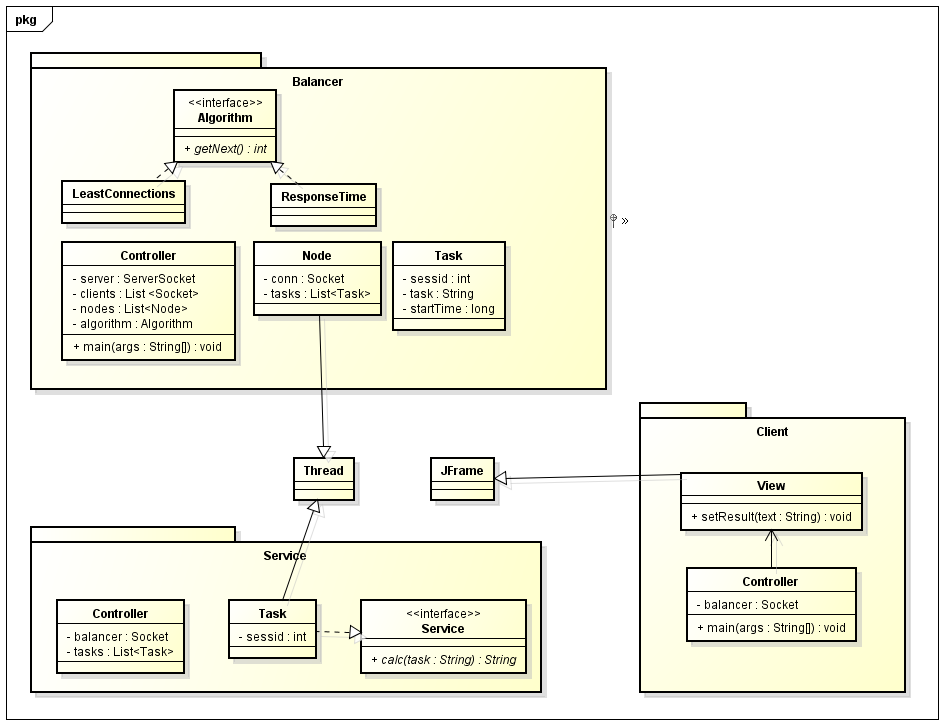 pkg
Balancer
<<interface>>
Algorithm
+ getNext() : int
LeastConnections
ResponseTime
Controller
- server : ServerSocket
- clients : List <Socket>
- nodes : List<Node>
- algorithm : Algorithm
+ main(args : String[]) : void
Node
- conn : Socket
- tasks : List<Task>
Task
- sessid : int
- task : String
- startTime : long
Thread
JFrame
Client
View
+ setResult(text : String) : void
Controller
- balancer : Socket
+ main(args : String[]) : void
Service
Controller
- balancer : Socket
- tasks : List<Task>
Task
- sessid : int
<<interface>>
Service
+ calc(task : String) : String